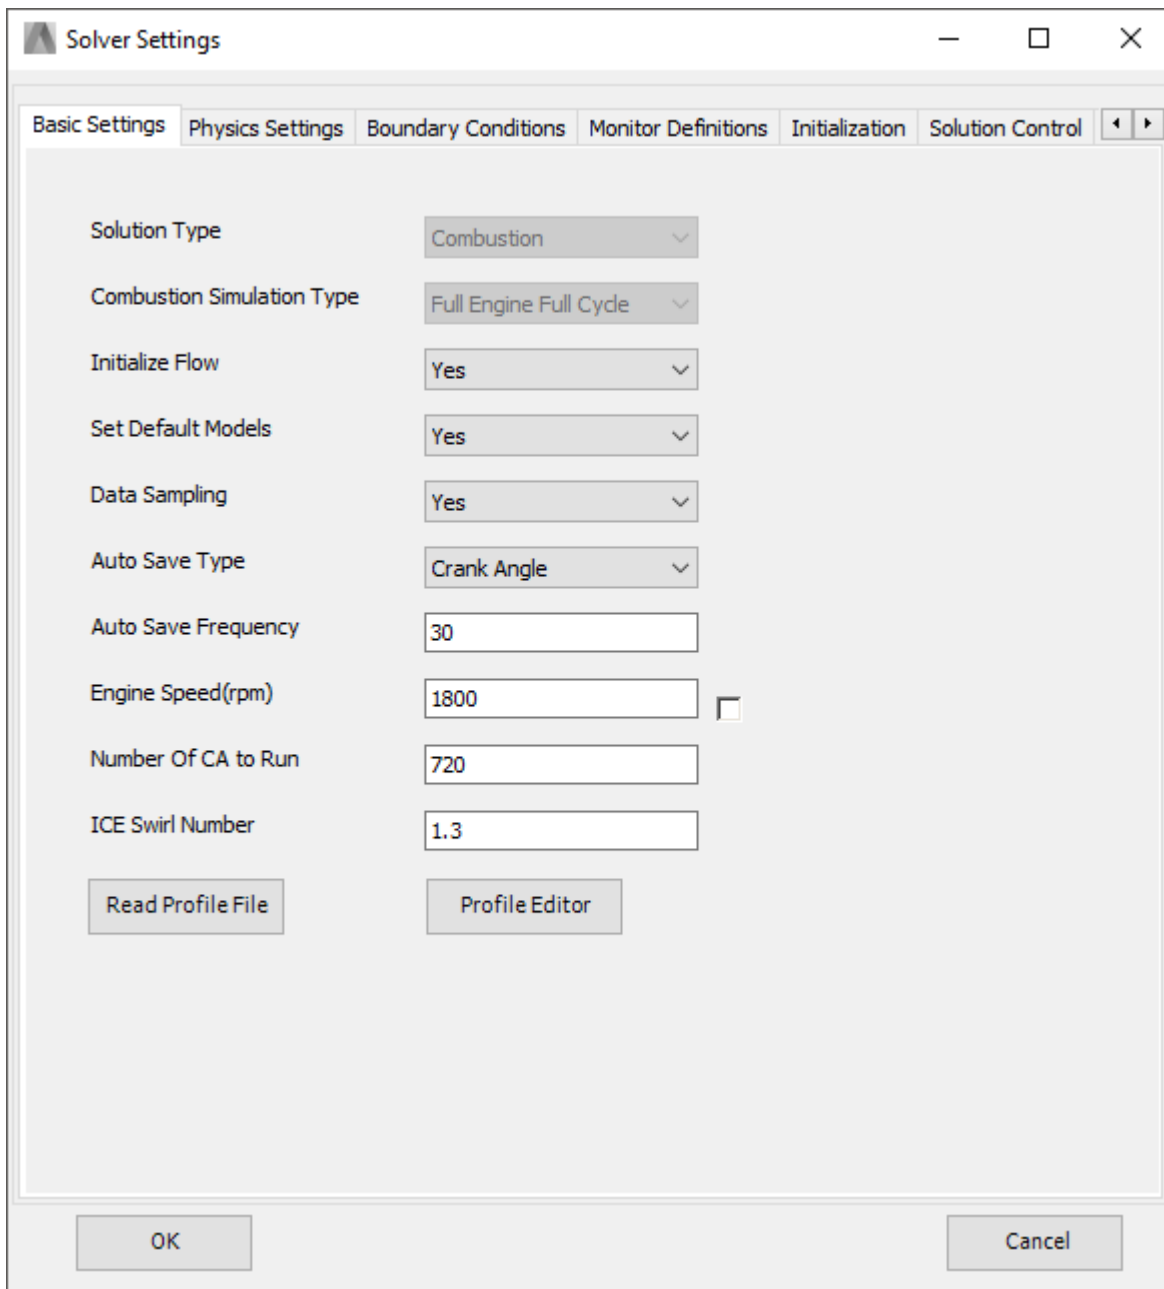 Solver Settings
Basic Settings Physics Settings Boundary Conditions Monitor Definitions Initialization Solution Control
Solution Type Combustion
Combustion Simulation Type Full Engine Full Cycle
Initialize Flow Yes
Set Default Models Yes
Data Sampling Yes
Auto Save Type Crank Angle
Auto Save Frequency 30
Engine Speed(rpm) 1800
Number Of CA to Run 720
ICE Swirl Number 1.3
Read Profile File Profile Editor
OK Cancel